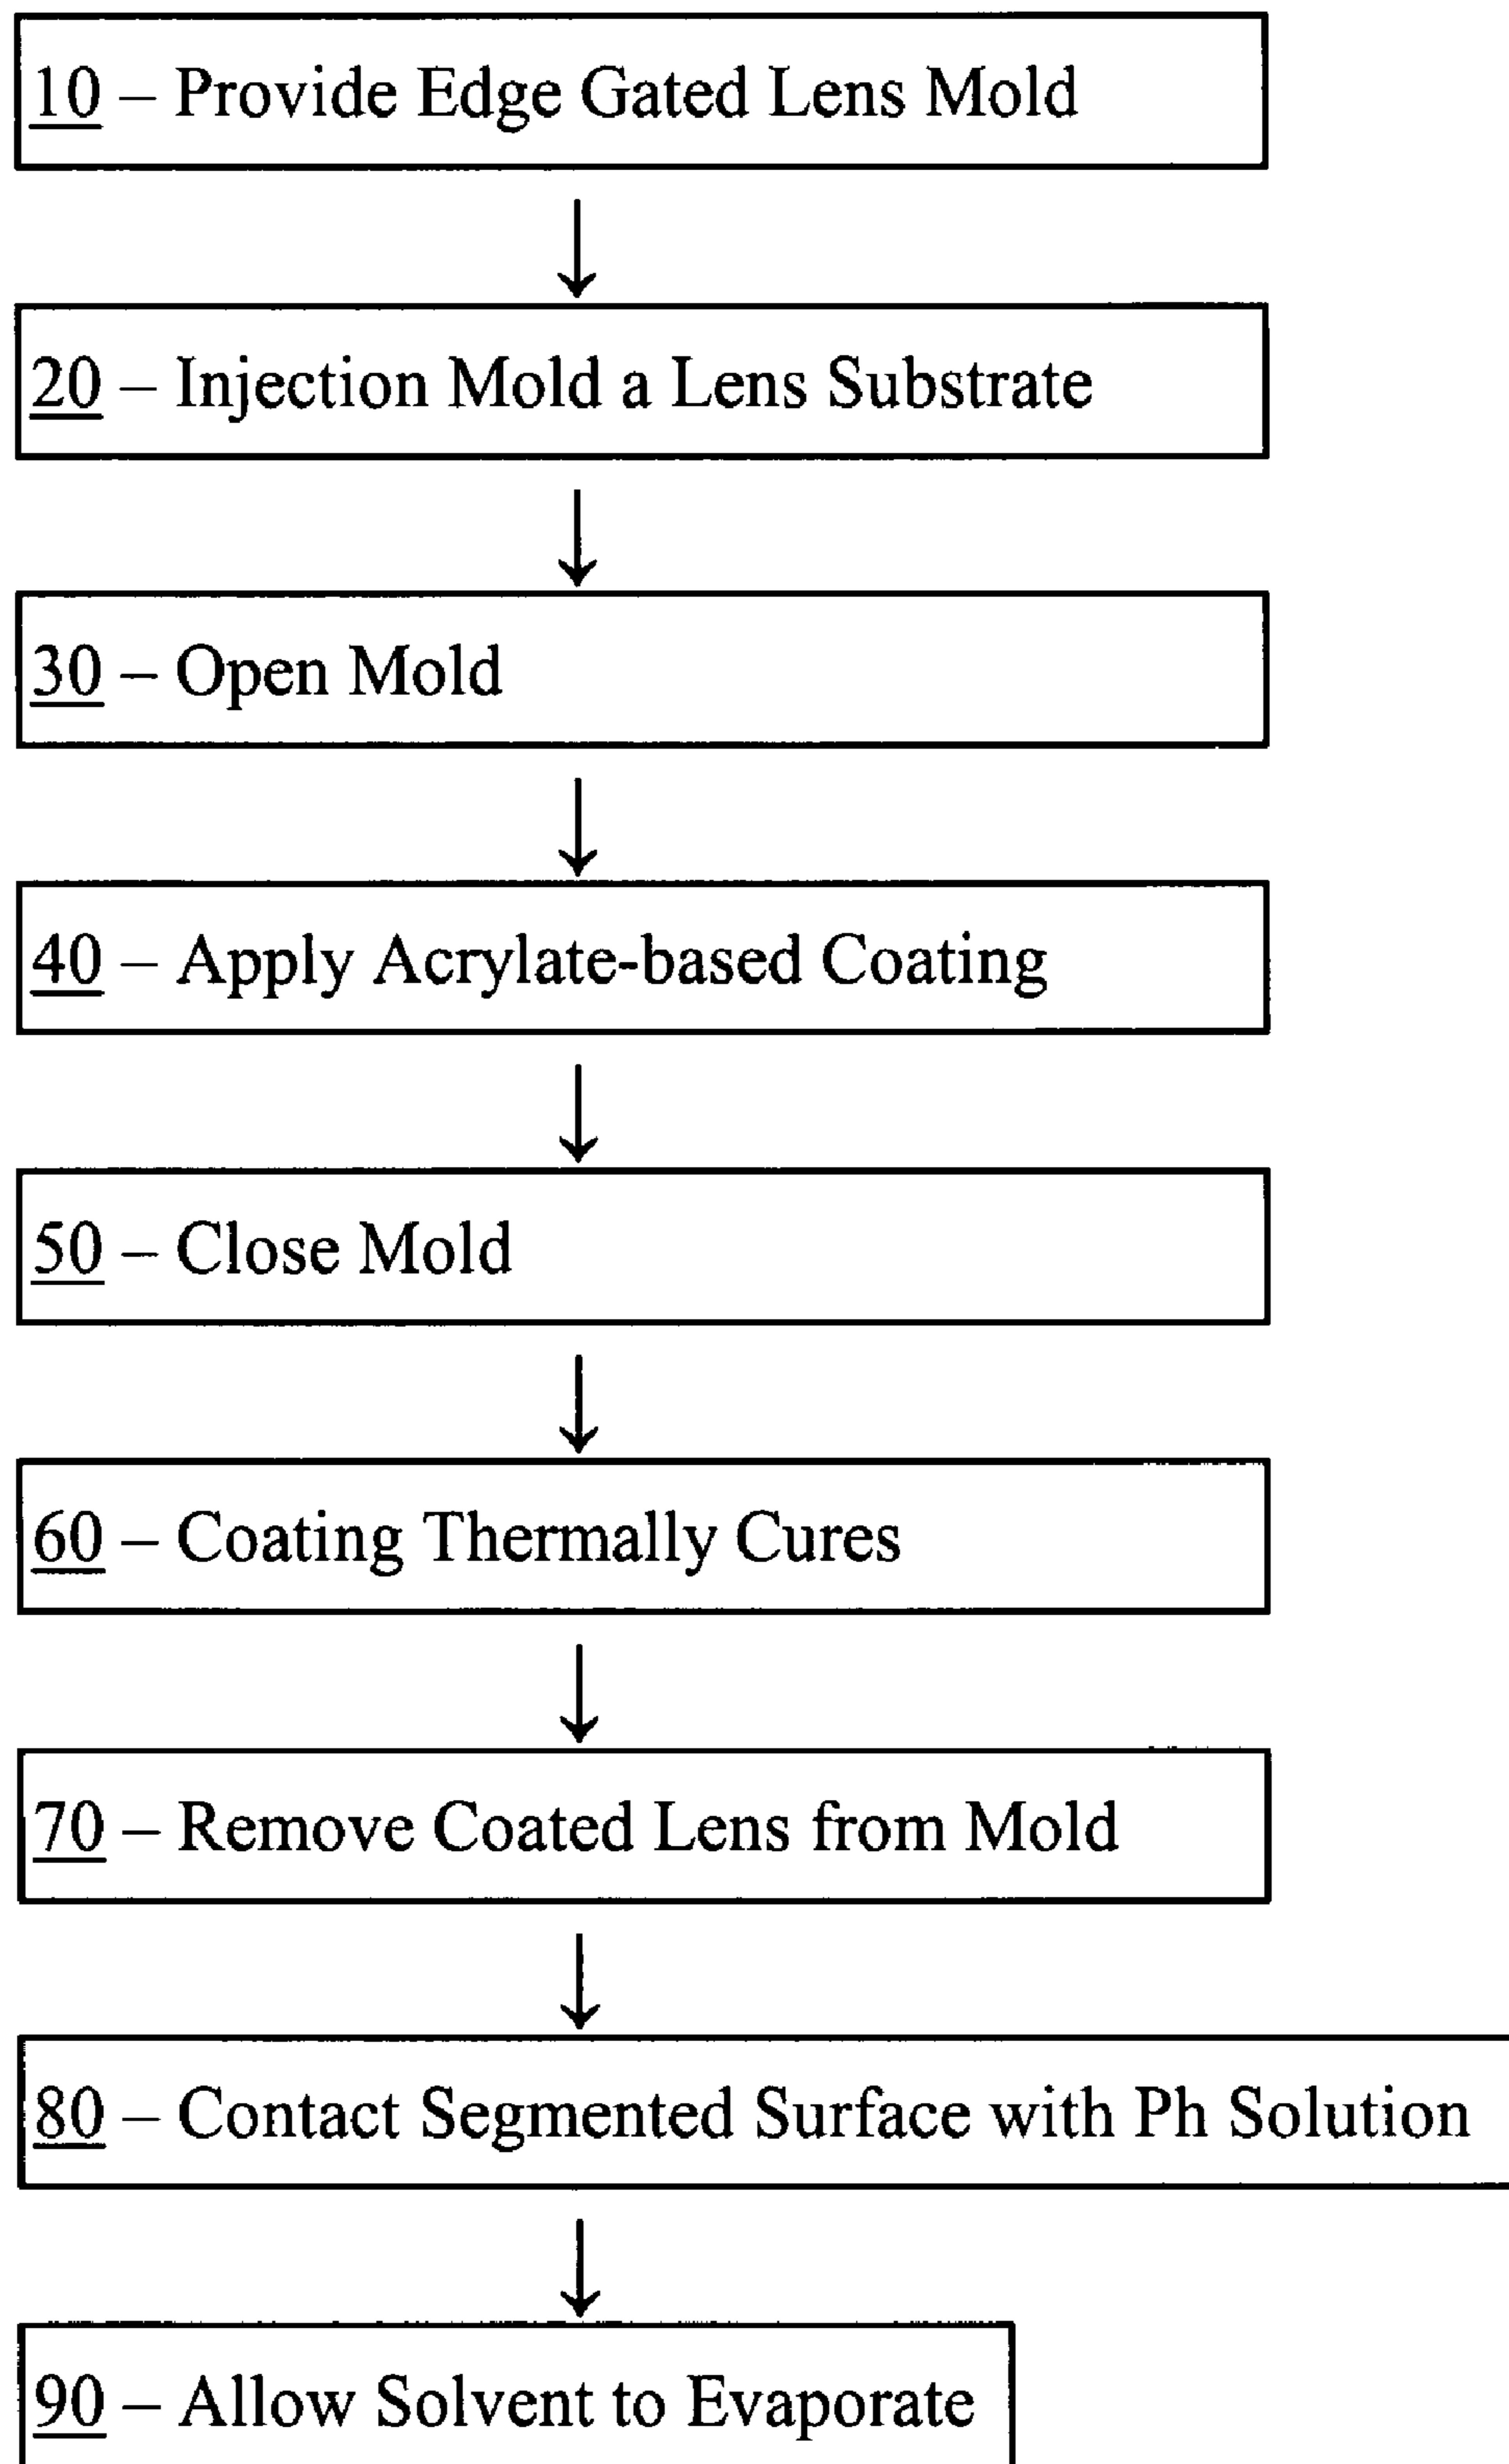 10 – Provide Edge Gated Lens Mold
20 – Injection Mold a Lens Substrate
30 – Open Mold
40 – Apply Acrylate-based Coating
50 – Close Mold
60 – Coating Thermally Cures
70 – Remove Coated Lens from Mold
80 – Contact Segmented Surface with Ph Solution
90 – Allow Solvent to Evaporate